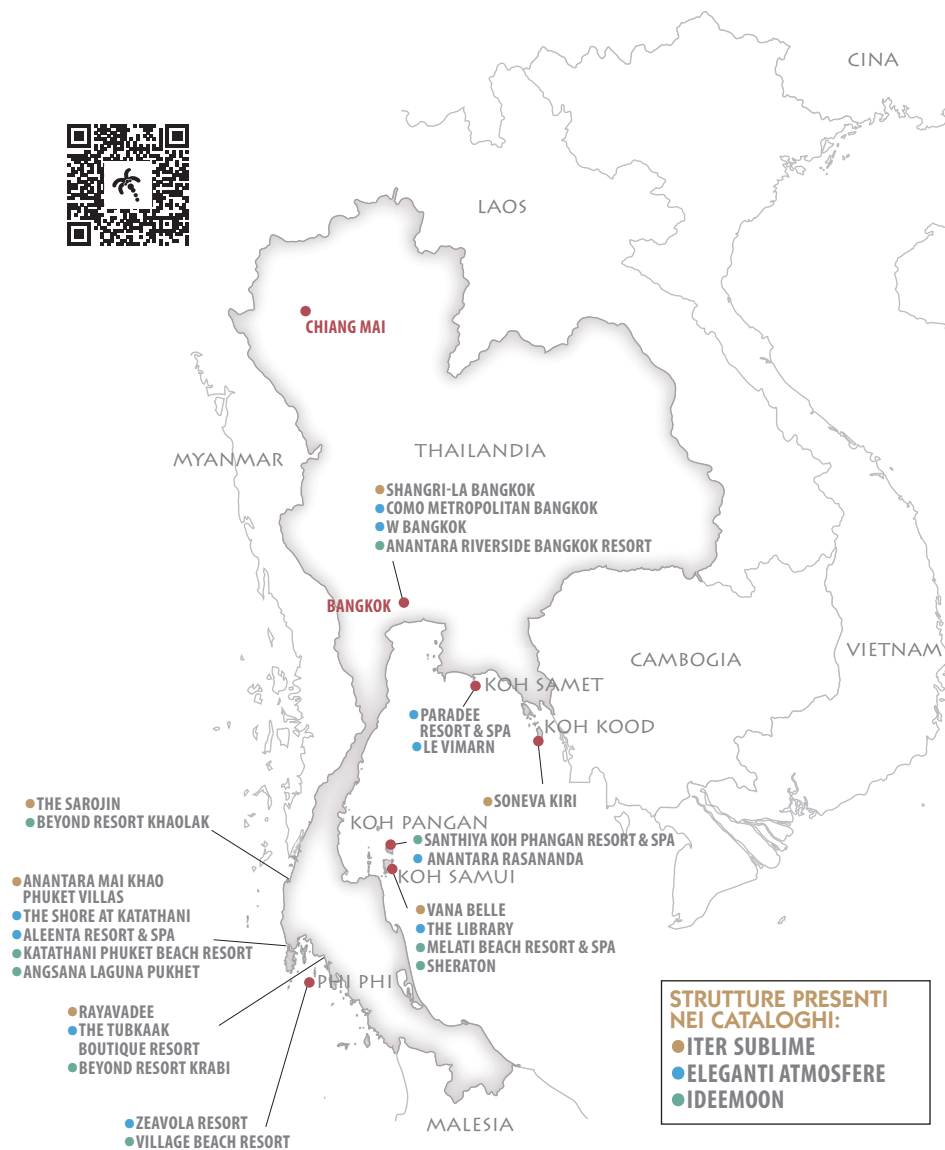 CINA
LAOS
CHIANG MAI
MYANMAR
THAILANDIA
SHANGRI-LA BANGKOK
COMO METROPOLITAN BANGKOK
W BANGKOK
ANANTARA RIVERSIDE BANGKOK RESORT
BANGKOK
CAMBOGIA
VIETNAM
KOH SAMET
PARADEE
RESORT & SPA
LE VIMARN
KOH KOOD
SONEVA KIRI
THE SAROJIN
BEYOND RESORT KHAOLAK
KOH PANGAN
SANTHIYA KOH PHANGAN RESORT & SPA
ANANTARA RASANANDA
KOH SAMUI
VANA BELLE
THE LIBRARY
MELATI BEACH RESORT & SPA
SHERATON
ANANTARA MAI KHAO
PHUKET VILLAS
THE SHORE AT KATATHANI
ALEENTA RESORT & SPA
KATATHANI PHUKET BEACH RESORT
ANGSANA LAGUNA PUKHET
PHI PHI
RAYAVADEE
THE TUBKAAK
BOUTIQUE RESORT
BEYOND RESORT KRABI
ZEAVOLA RESORT
VILLAGE BEACH RESORT
MALESIA
STRUTTURE PRESENTI
NEI CATALOGHI:
ITER SUBLIME
ELEGANTI ATMOSFERE
IDEEMOON